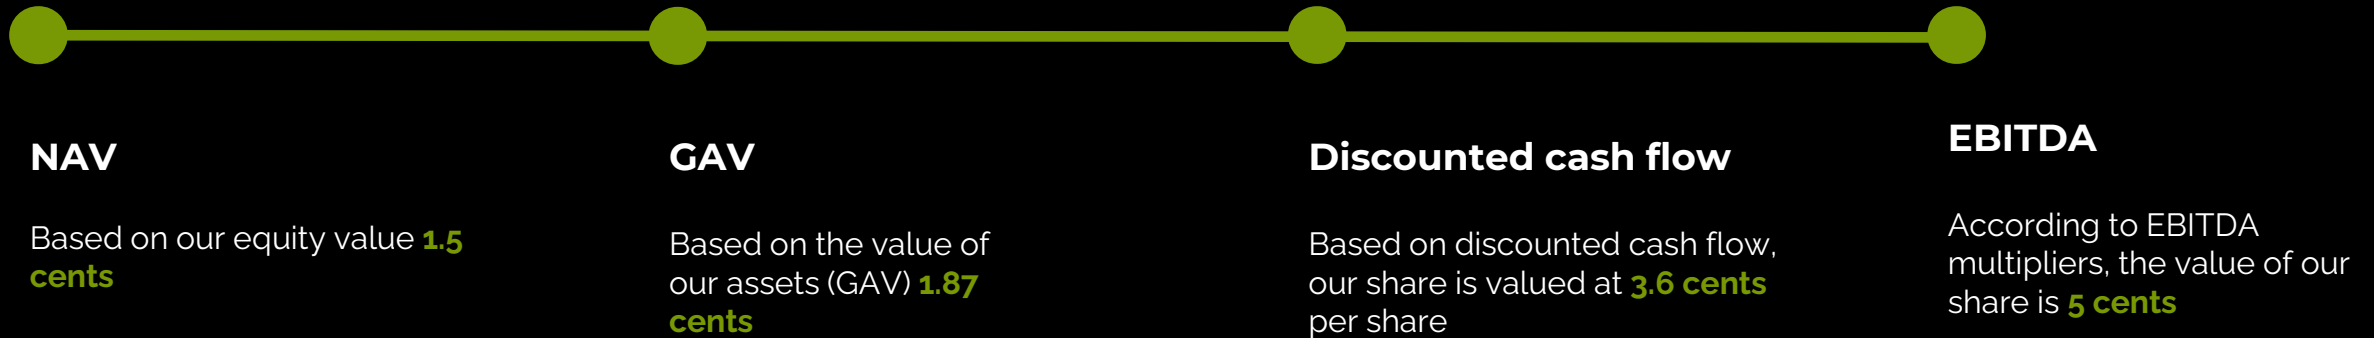 NAV
Based on our equity value 1.5
cents
GAV
Based on the value of
our assets (GAV) 1.87
cents
Discounted cash flow
Based on discounted cash flow,
our share is valued at 3.6 cents
per share
EBITDA
According to EBITDA
multipliers, the value of our
share is 5 cents